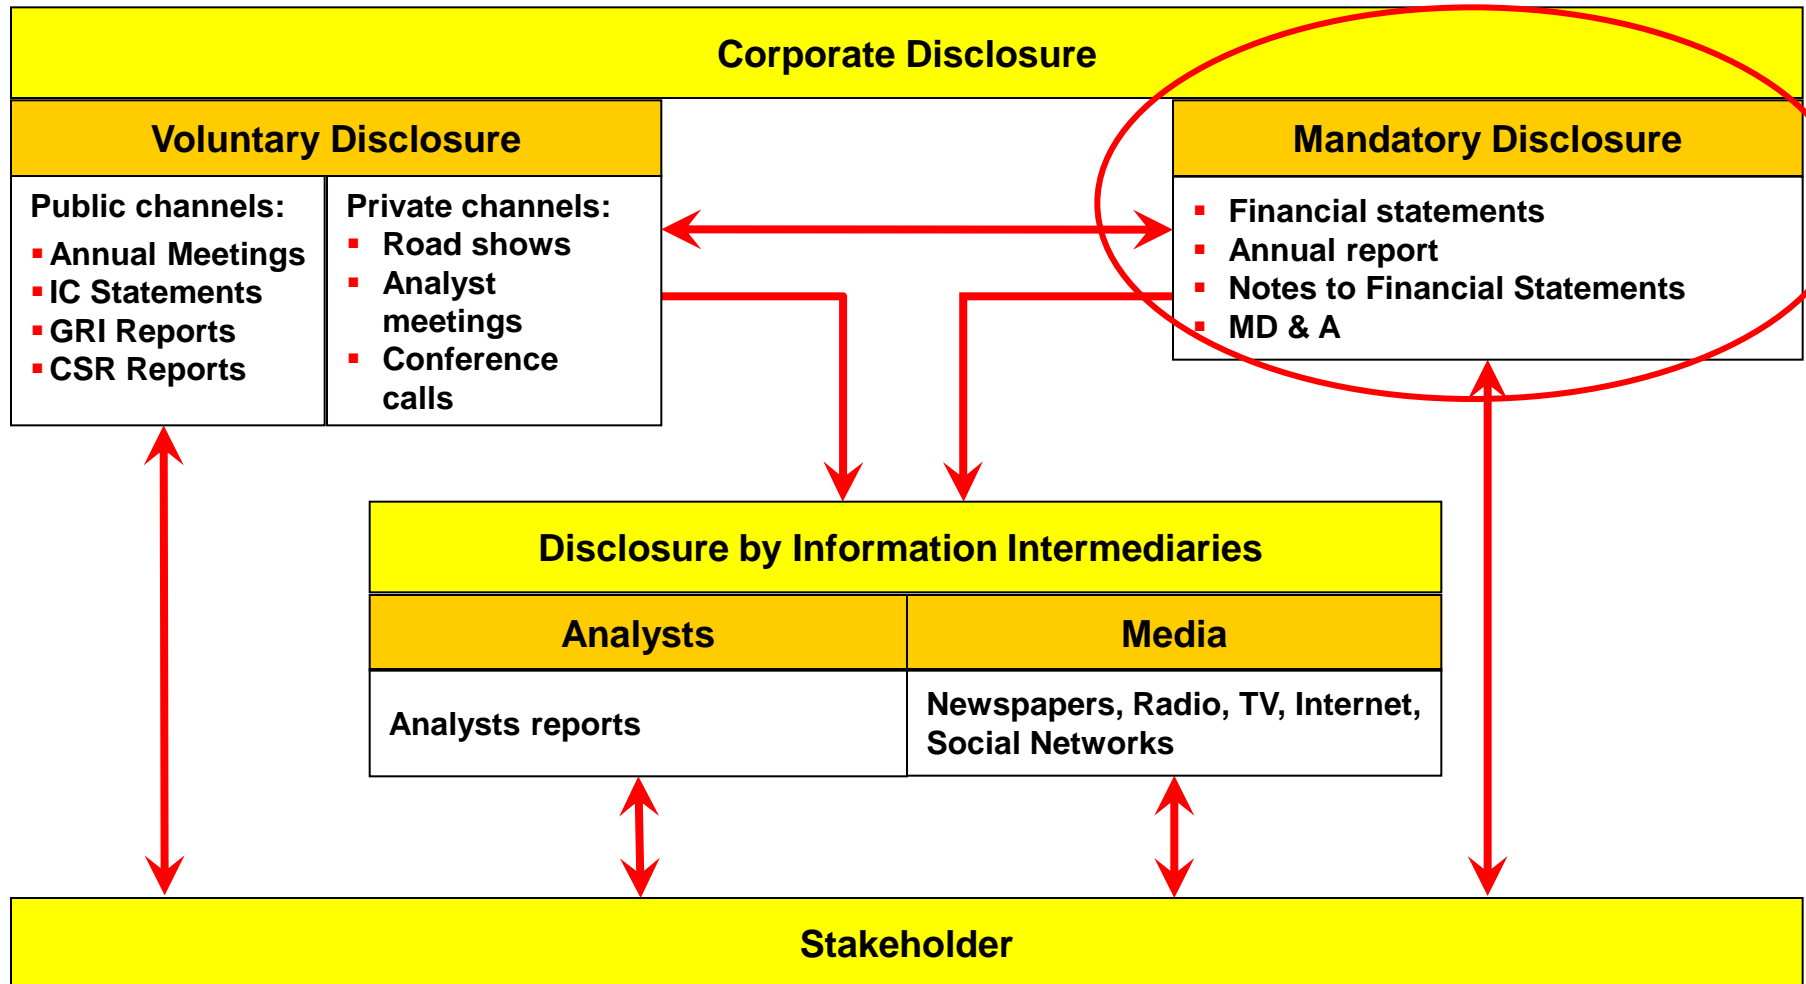 Corporate Disclosure
Voluntary Disclosure
Public channels:
▪ Annual Meetings
▪ IC Statements
▪ GRI Reports
▪ CSR Reports
Private channels:
▪ Road shows
▪ Analyst
meetings
▪ Conference
calls
Mandatory Disclosure
▪ Financial statements
▪ Annual report
▪ Notes to Financial Statements
▪ MD & A
Disclosure by Information Intermediaries
Analysts
Media
Analysts reports
Newspapers, Radio, TV, Internet,
Social Networks
Stakeholder